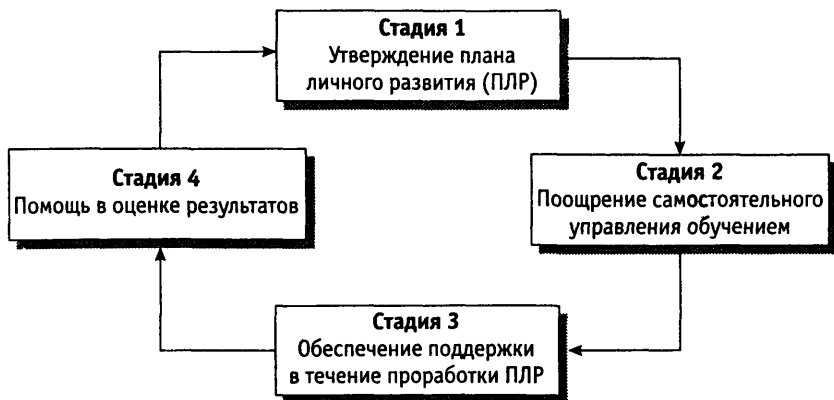 Стадия 1
Утверждение плана
личного развития (ПЛР)
Стадия 2
Поощрение самостоятельного
управления обучением
Стадия 3
Обеспечение поддержки
в течение проработки ПЛР
Стадия 4
Помощь в оценке результатов